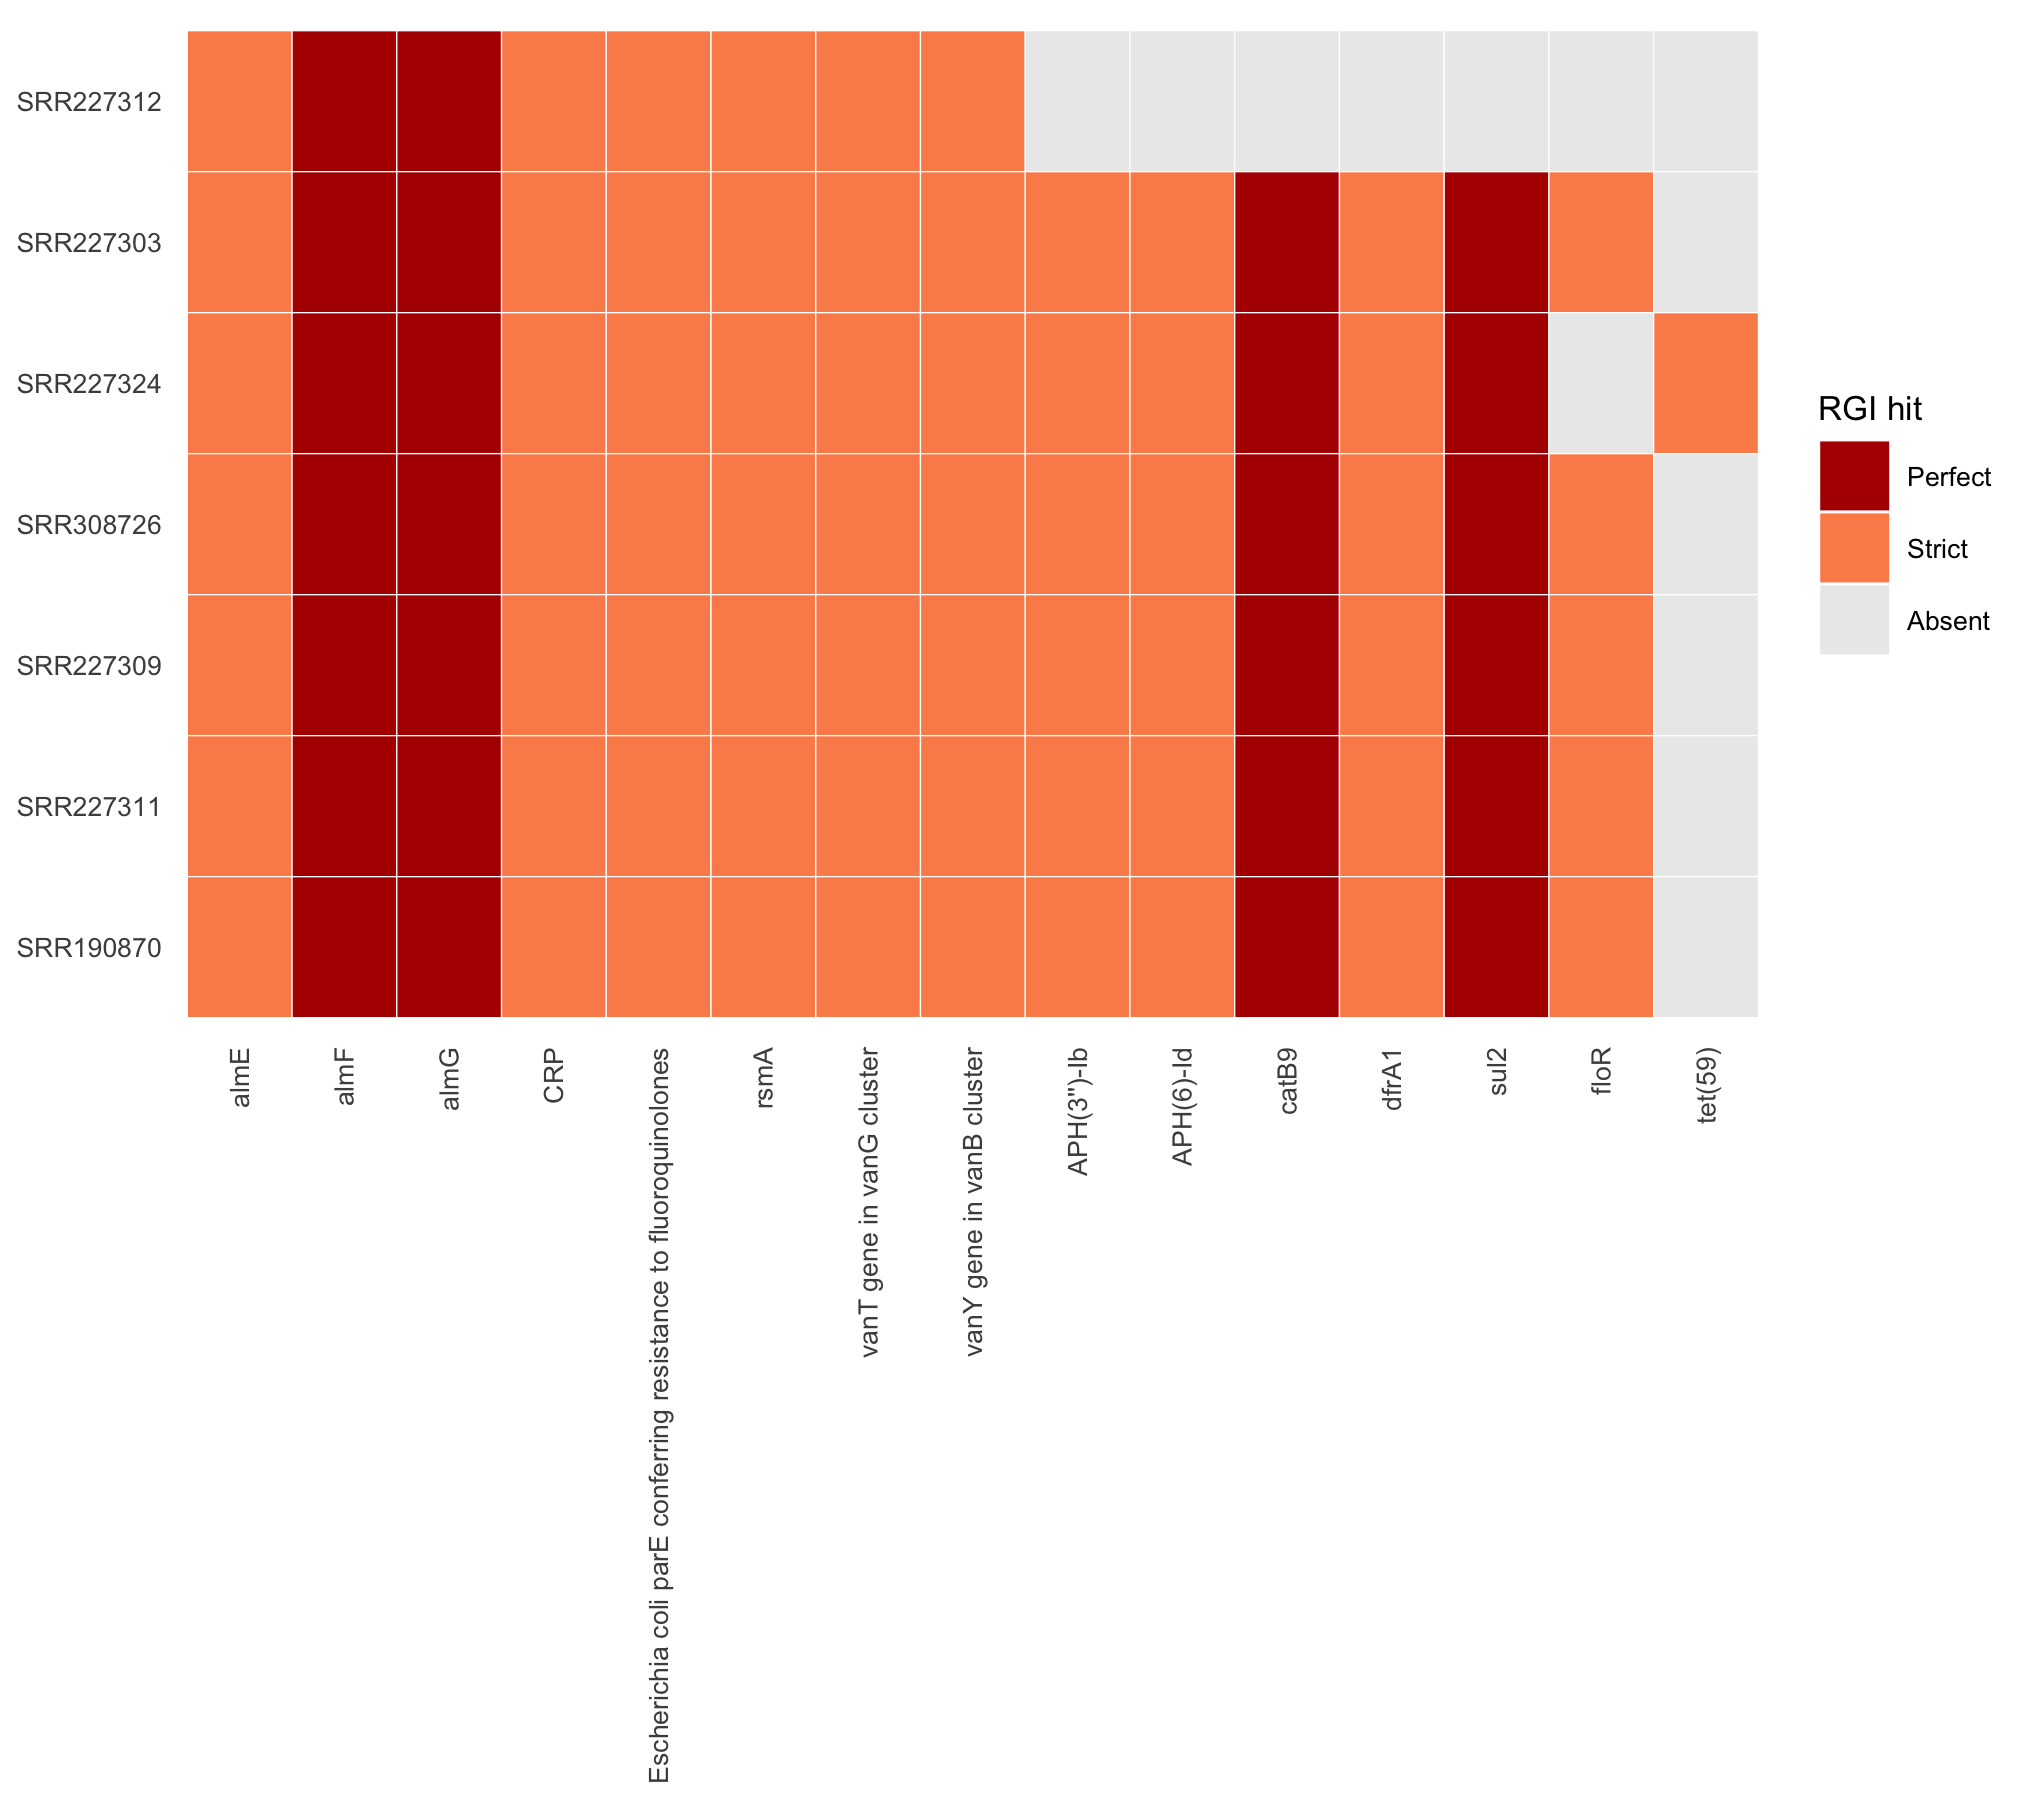 SRR227312
SRR227303
SRR227324
SRR308726
SRR227309
SRR227311
SRR190870
almE
almF
almG
CRP
Escherichia coli parE conferring resistance to fluoroquinolones
rsmA
vanT gene in vanG cluster
vanY gene in vanB cluster
APH(3")-Ib
APH(6)-Id
catB9
dfrA1
sul2
floR
tet(59)
RGI hit
Perfect
Strict
Absent